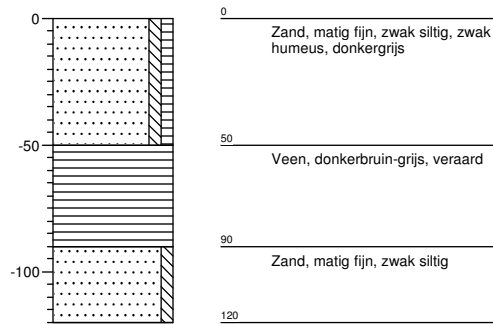 0
0
Zand, matig fijn, zwak siltig, zwak
humeus, donkergrijs
-50
50
Veen, donkerbruin-grijs, veraard
90
Zand, matig fijn, zwak siltig
-100
120